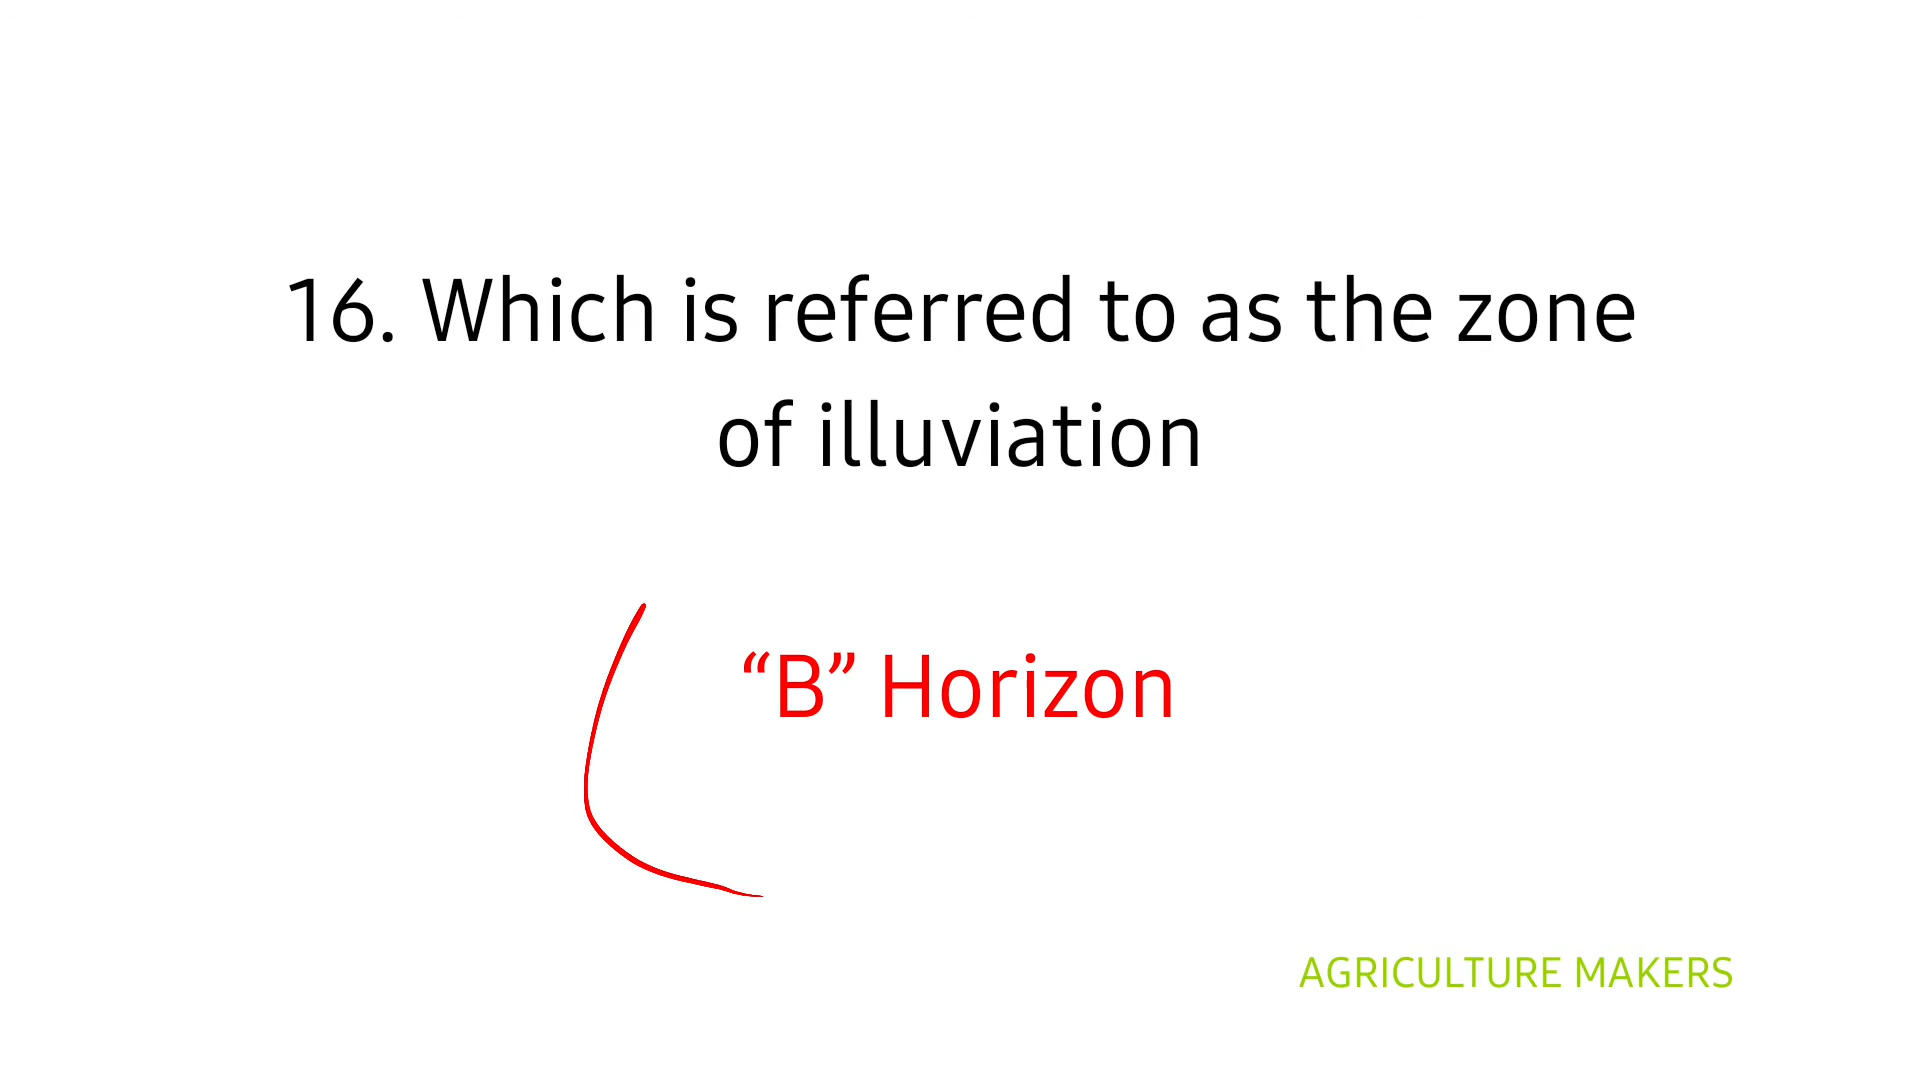 16. Which is referred to as the zone
of illuviation
“B” Horizon
AGRICULTURE MAKERS